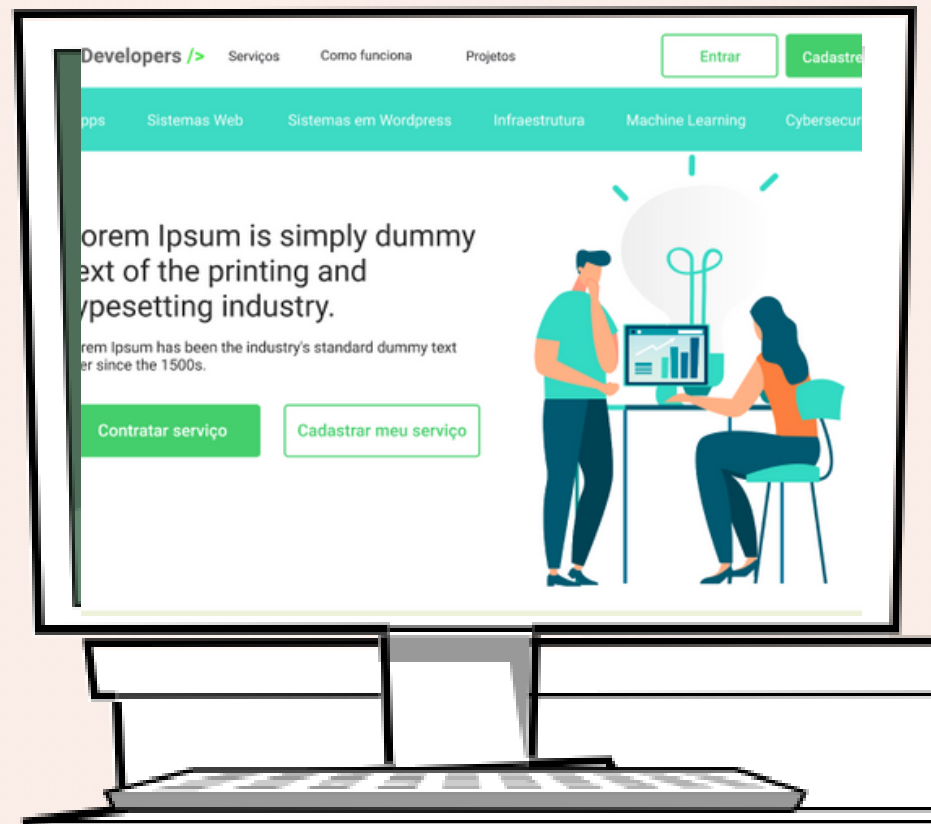 Developers />
Serviços
Como funciona
Projetos
Entrar
Cadastre
pps
Sistemas Web
Sistemas em Wordpress
Infraestrutura
Machine Learning
Cybersecur
orem Ipsum is simply dummy
ext of the printing and
ypesetting industry.
rem Ipsum has been the industry's standard dummy text
er since the 1500s.
Contratar serviço
Cadastrar meu serviço